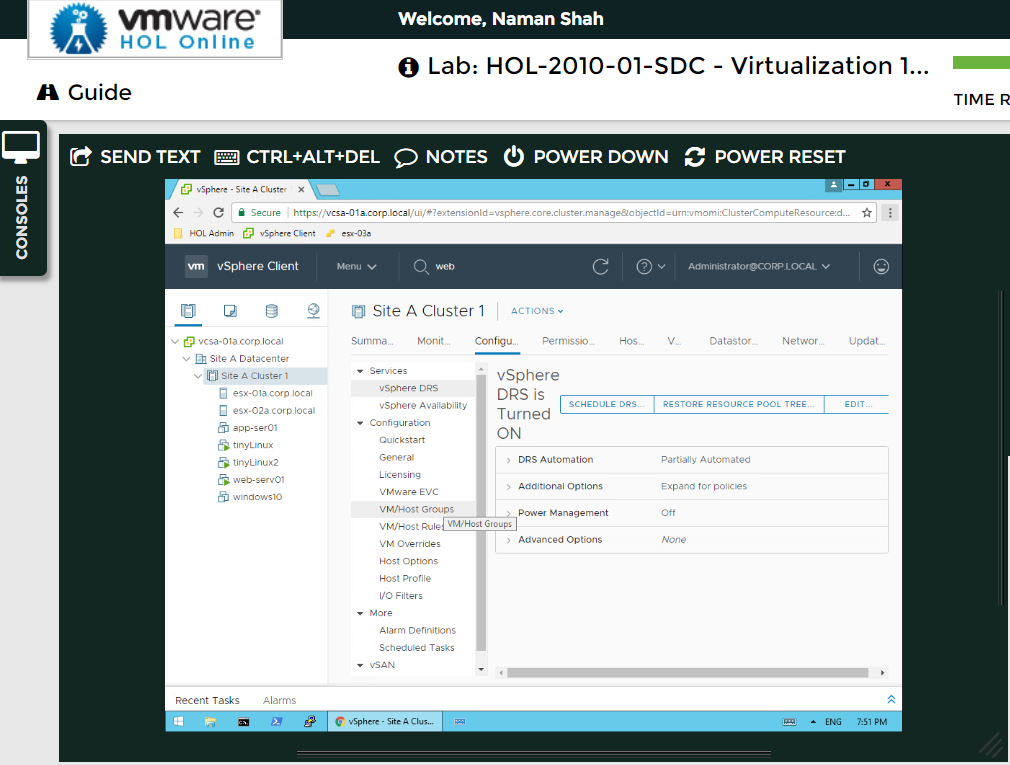 vmware®
HOL Online
Welcome, Naman Shah
Lab: HOL-2010-01-SDC - Virtualization 1...
Guide
TIME R
CONSOLES
SEND TEXT CTRL+ALT+DEL NOTES POWER DOWN POWER RESET
vSphere - Site A Cluster
Secure https://vcsa-01a.corp.local/ui/#?extensionId=vsphere.core.cluster.manage&objectId=urn:vmomi:ClusterComputeResource:d...
HOL Admin vSphere Client esx-03a
vm vSphere Client Menu web Administrator@CORP.LOCAL
Site A Cluster 1 ACTIONS
Summa... Monit... Configu... Permissio... Hos... V... Datastor... Networ... Updat...
vcsa-01a.corp.local
Site A Datacenter
Site A Cluster 1
esx-01a.corp.local
esx-02a.corp.local
app-ser01
tinyLinux
tinyLinux2
web-serv01
windows10
Services
vSphere DRS
vSphere Availability
Configuration
Quickstart
General
Licensing
VMware EVC
VM/Host Groups
VM/Host Rules
VM/Host Groups
VM Overrides
Host Options
Host Profile
I/O Filters
More
Alarm Definitions
Scheduled Tasks
vSAN
vSphere
DRS is
Turned
ON
SCHEDULE DRS... RESTORE RESOURCE POOL TREE... EDIT...
DRS Automation Partially Automated
Additional Options Expand for policies
Power Management Off
Advanced Options None
Recent Tasks Alarms
vSphere - Site A Clus... ENG 7:51 PM